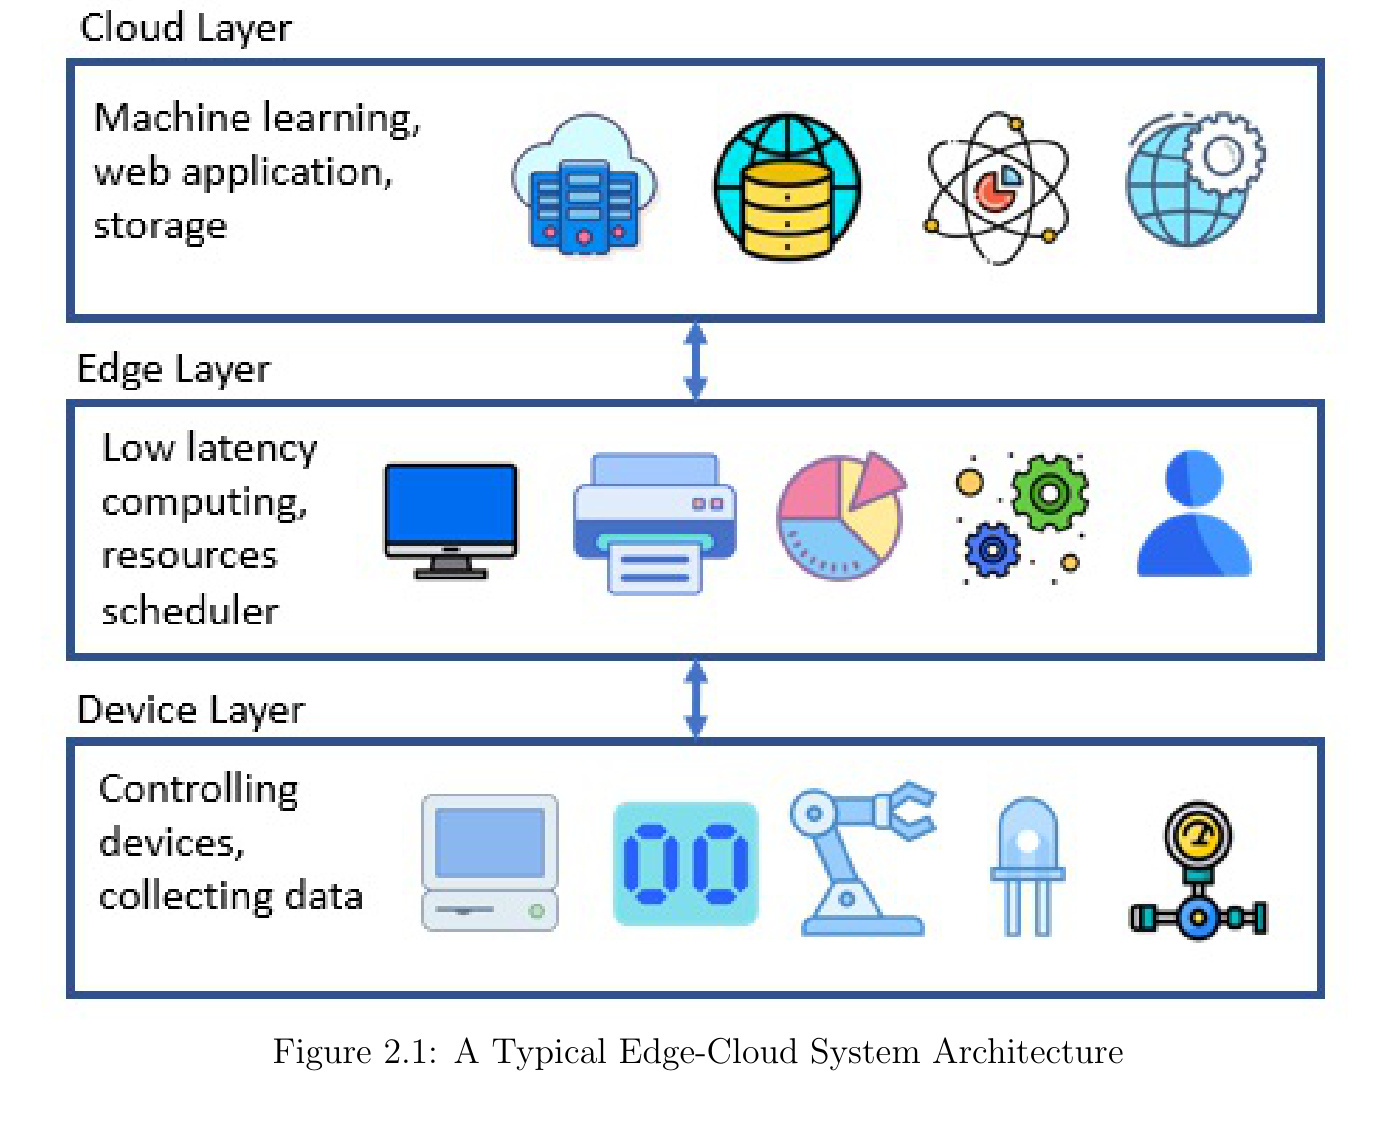 Cloud Layer
Machine learning,
web application,
storage
Edge Layer
Low latency
computing,
resources
scheduler
Device Layer
Controlling
devices,
collecting data
00
Figure 2.1: A Typical Edge-Cloud System Architecture